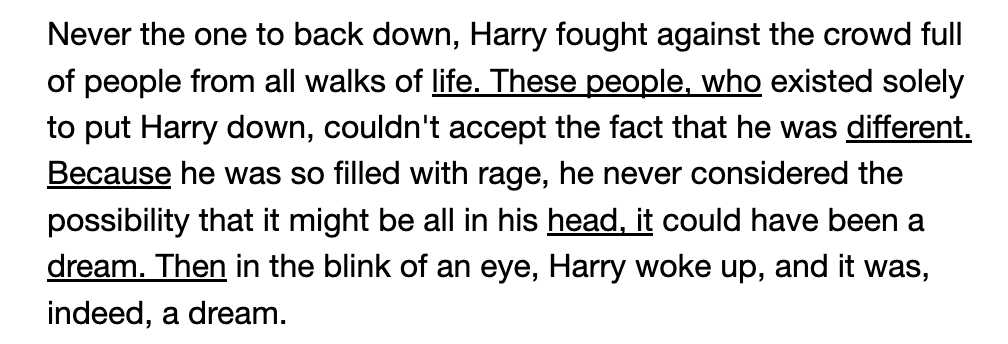 Never the one to back down, Harry fought against the crowd full
of people from all walks of life. These people, who existed solely
to put Harry down, couldn't accept the fact that he was different.
Because he was so filled with rage, he never considered the
possibility that it might be all in his head, it could have been a
dream. Then in the blink of an eye, Harry woke up, and it was,
indeed, a dream.